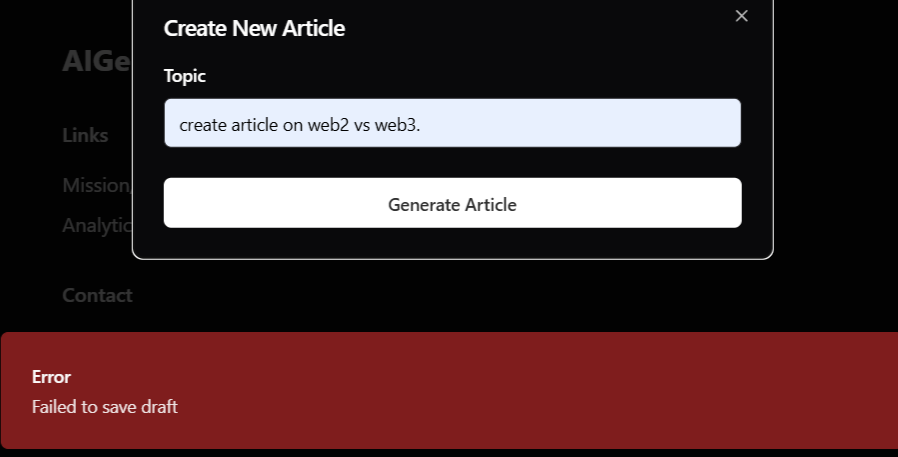 Create New Article
Topic
create article on web2 vs web3.
Generate Article
AIGe
Links
Mission,
Analytic
Contact
Error
Failed to save draft